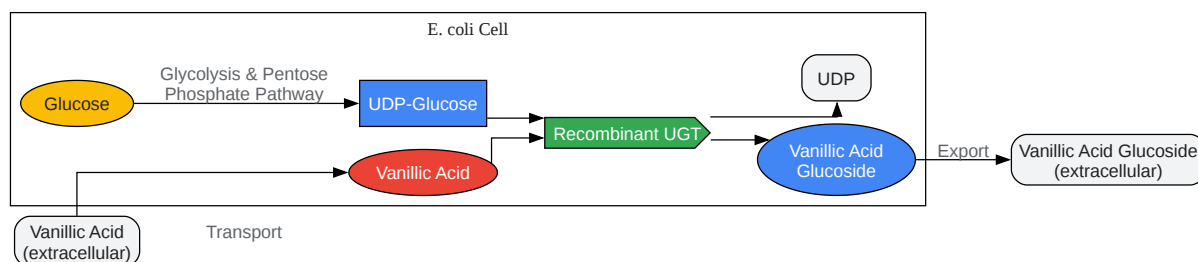 E. coli Cell
Glycolysis & Pentose
Phosphate Pathway
Glucose
UDP-Glucose
UDP
Recombinant UGT
Vanillic Acid
Vanillic Acid
Glucoside
Export
Vanillic Acid Glucoside
(extracellular)
Vanillic Acid
(extracellular)
Transport